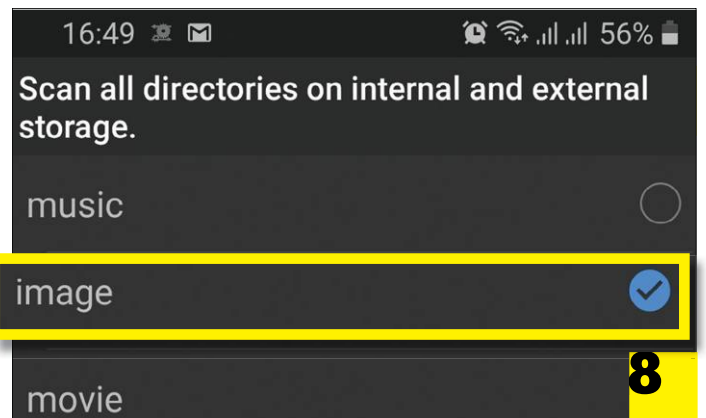 16:49 56%
Scan all directories on internal and external
storage.
music
image
8
movie